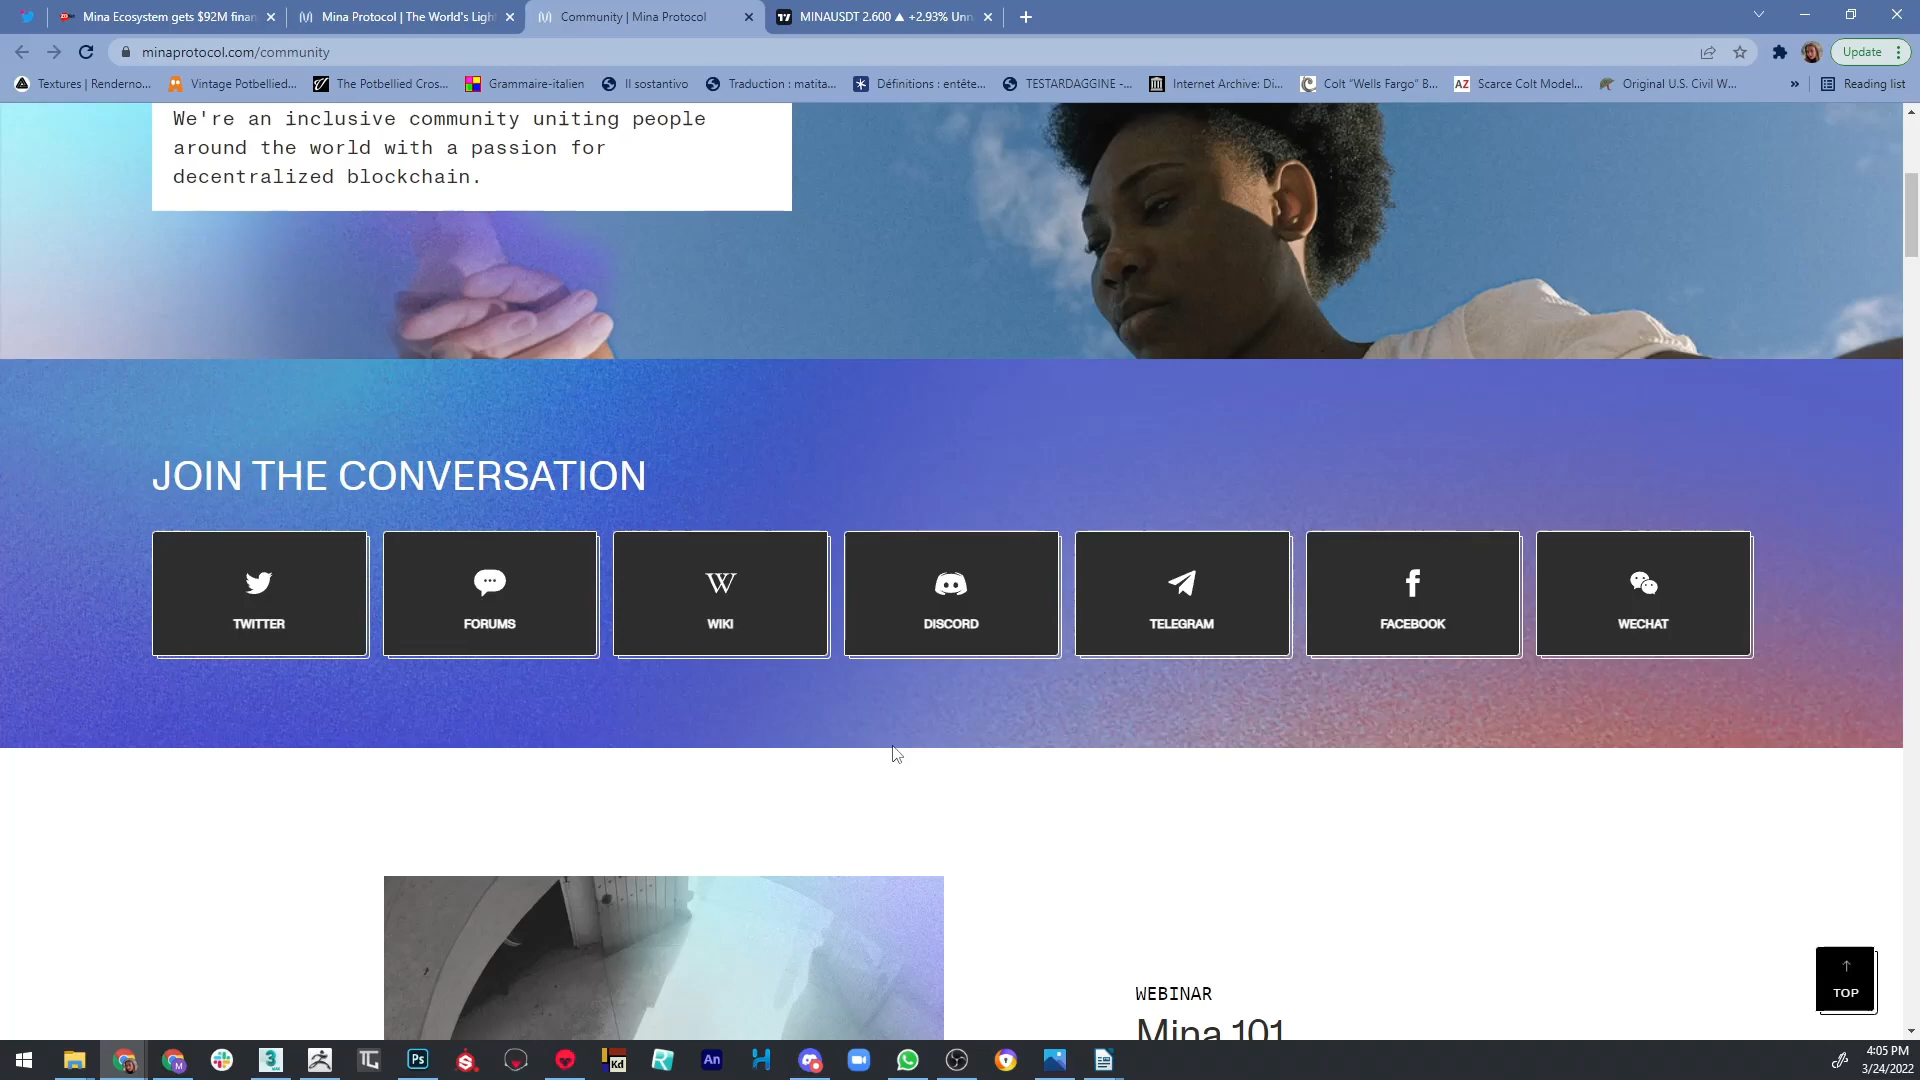 Mina Ecosystem gets $92M finan
Mina Protocol | The World's Ligh
Community | Mina Protocol
MINAUSDT 2.600 ▲ +2.93% Unn
minaprotocol.com/community
Update
Textures | Renderno...
Vintage Potbellied...
The Potbellied Cros...
Grammaire-italien
Il sostantivo
Traduction : matita...
Définitions : entête...
TESTARDAGGINE -...
Internet Archive: Di...
Colt “Wells Fargo” B...
Scarce Colt Model...
Original U.S. Civil W...
»
Reading list
We're an inclusive community uniting people
around the world with a passion for
decentralized blockchain.
JOIN THE CONVERSATION
TWITTER
FORUMS
WIKI
DISCORD
TELEGRAM
FACEBOOK
WECHAT
WEBINAR
Mina 101
TOP
4:05 PM
3/24/2022